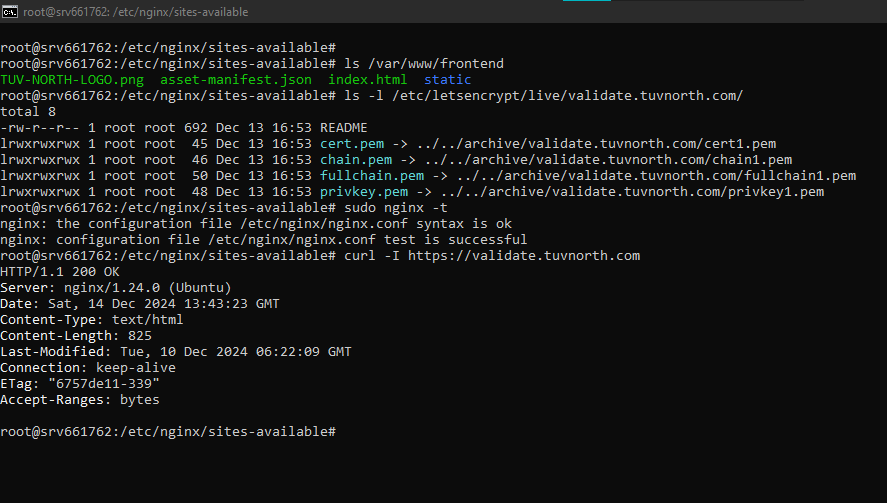 root@srv661762: /etc/nginx/sites-available
root@srv661762:/etc/nginx/sites-available#
root@srv661762:/etc/nginx/sites-available# ls /var/www/frontend
TUV-NORTH-LOGO.png  asset-manifest.json  index.html  static
root@srv661762:/etc/nginx/sites-available# ls -l /etc/letsencrypt/live/validate.tuvnorth.com/
total 8
-rw-r--r-- 1 root root 692 Dec 13 16:53 README
lrwxrwxrwx 1 root root  45 Dec 13 16:53 cert.pem -> ../../archive/validate.tuvnorth.com/cert1.pem
lrwxrwxrwx 1 root root  46 Dec 13 16:53 chain.pem -> ../../archive/validate.tuvnorth.com/chain1.pem
lrwxrwxrwx 1 root root  50 Dec 13 16:53 fullchain.pem -> ../../archive/validate.tuvnorth.com/fullchain1.pem
lrwxrwxrwx 1 root root  48 Dec 13 16:53 privkey.pem -> ../../archive/validate.tuvnorth.com/privkey1.pem
root@srv661762:/etc/nginx/sites-available# sudo nginx -t
nginx: the configuration file /etc/nginx/nginx.conf syntax is ok
nginx: configuration file /etc/nginx/nginx.conf test is successful
root@srv661762:/etc/nginx/sites-available# curl -I https://validate.tuvnorth.com
HTTP/1.1 200 OK
Server: nginx/1.24.0 (Ubuntu)
Date: Sat, 14 Dec 2024 13:43:23 GMT
Content-Type: text/html
Content-Length: 825
Last-Modified: Tue, 10 Dec 2024 06:22:09 GMT
Connection: keep-alive
ETag: "6757de11-339"
Accept-Ranges: bytes
root@srv661762:/etc/nginx/sites-available#